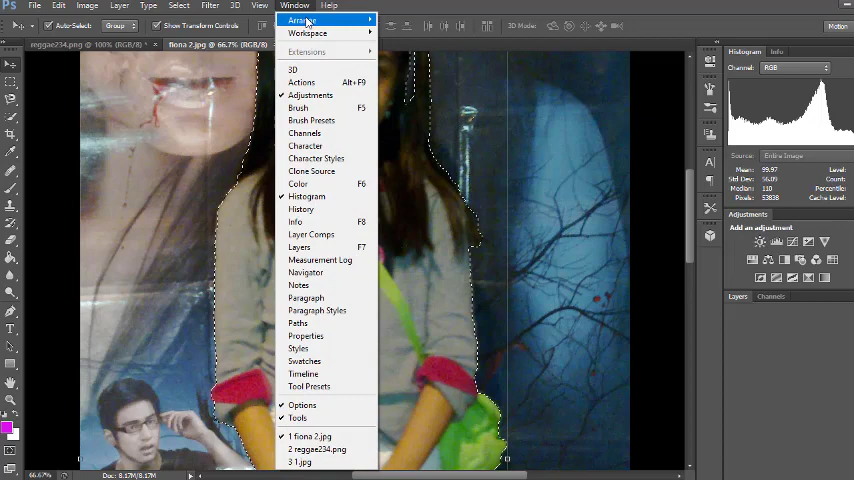 Ps File Edit Image Layer Type Select Filter 3D View Window Help
Auto-Select: Group Show Transform Controls 3D Mode: Motion
reggae234.png @ 100% (RGB/8) × fiona 2.jpg @ 66.7% (RGB/8) ×
Arrange
Workspace
Extensions
3D
Actions Alt+F9
Adjustments
Brush F5
Brush Presets
Channels
Character
Character Styles
Clone Source
Color F6
Histogram
History
Info F8
Layer Comps
Layers F7
Measurement Log
Navigator
Notes
Paragraph
Paragraph Styles
Paths
Properties
Styles
Swatches
Timeline
Tool Presets
Options
Tools
1 fiona 2.jpg
2 reggae234.png
3 1.jpg
Histogram Info
Channel: RGB
Source: Entire Image
Mean: 99.97 Level:
Std Dev: 56.09 Count:
Median: 110 Percentile:
Pixels: 53838 Cache Level:
Adjustments
Add an adjustment
Layers Channels
66.67% Doc: 8.17M/8.17M